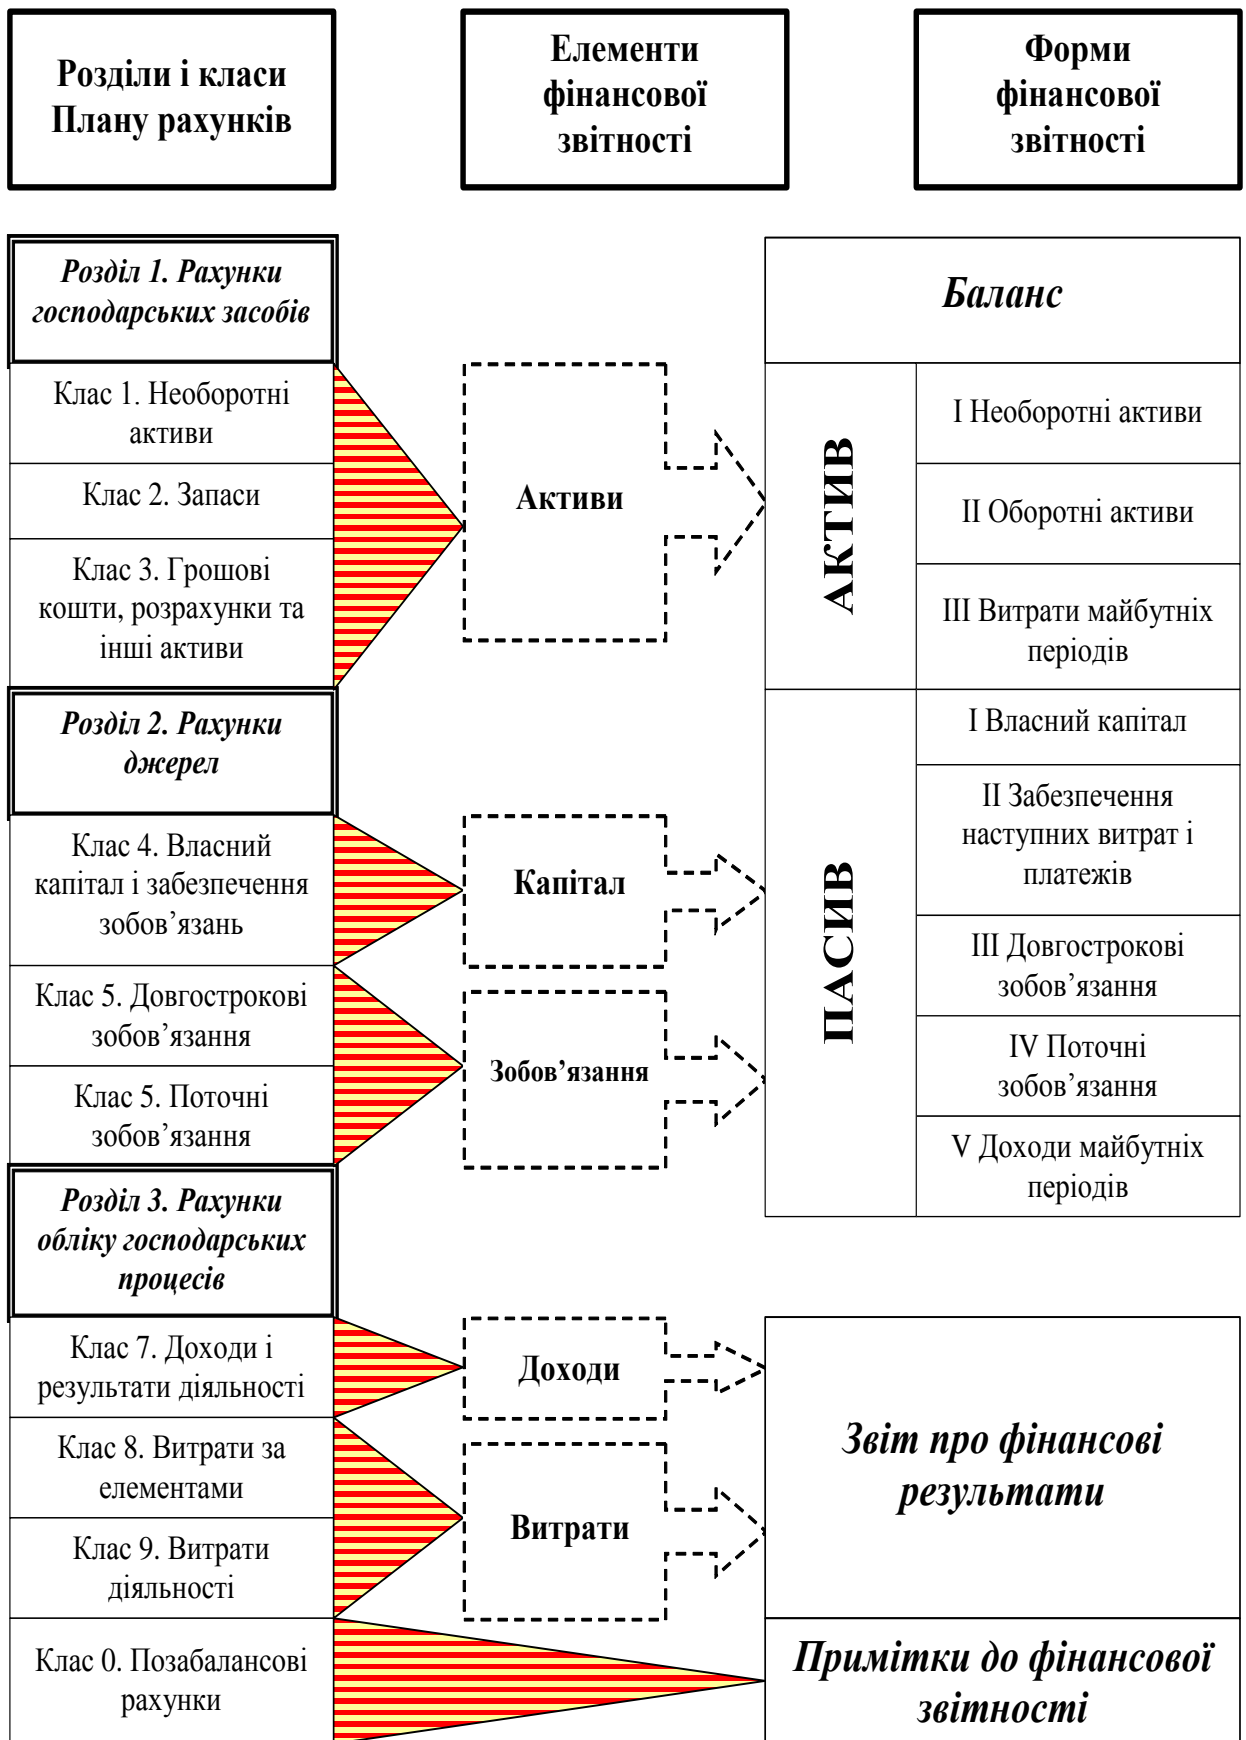 Розділи і класи
Плану рахунків
Елементи
фінансової
звітності
Форми
фінансової
звітності
Розділ 1. Рахунки
господарських засобів
Клас 1. Необоротні
активи
Клас 2. Запаси
Клас 3. Грошові
кошти, розрахунки та
інші активи
Розділ 2. Рахунки
джерел
Клас 4. Власний
капітал і забезпечення
зобов’язань
Клас 5. Довгострокові
зобов’язання
Клас 5. Поточні
зобов’язання
Розділ 3. Рахунки
обліку господарських
процесів
Клас 7. Доходи і
результати діяльності
Клас 8. Витрати за
елементами
Клас 9. Витрати
діяльності
Клас 0. Позабалансові
рахунки
Активи
Капітал
Зобов’язання
Доходи
Витрати
Баланс
АКТИВ
I Необоротні активи
II Оборотні активи
III Витрати майбутніх
періодів
ПАСИВ
I Власний капітал
II Забезпечення
наступних витрат і
платежів
III Довгострокові
зобов’язання
IV Поточні
зобов’язання
V Доходи майбутніх
періодів
Звіт про фінансові
результати
Примітки до фінансової
звітності